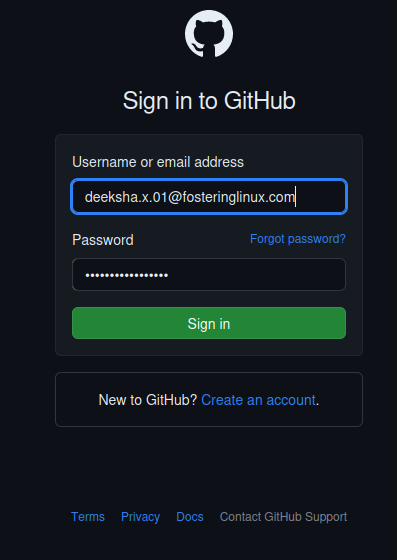 Sign in to GitHub
Username or email address
deeksha.x.01@fosteringlinux.com
Password Forgot password?
•••••••••••••••••
Sign in
New to GitHub? Create an account.
Terms Privacy Docs Contact GitHub Support